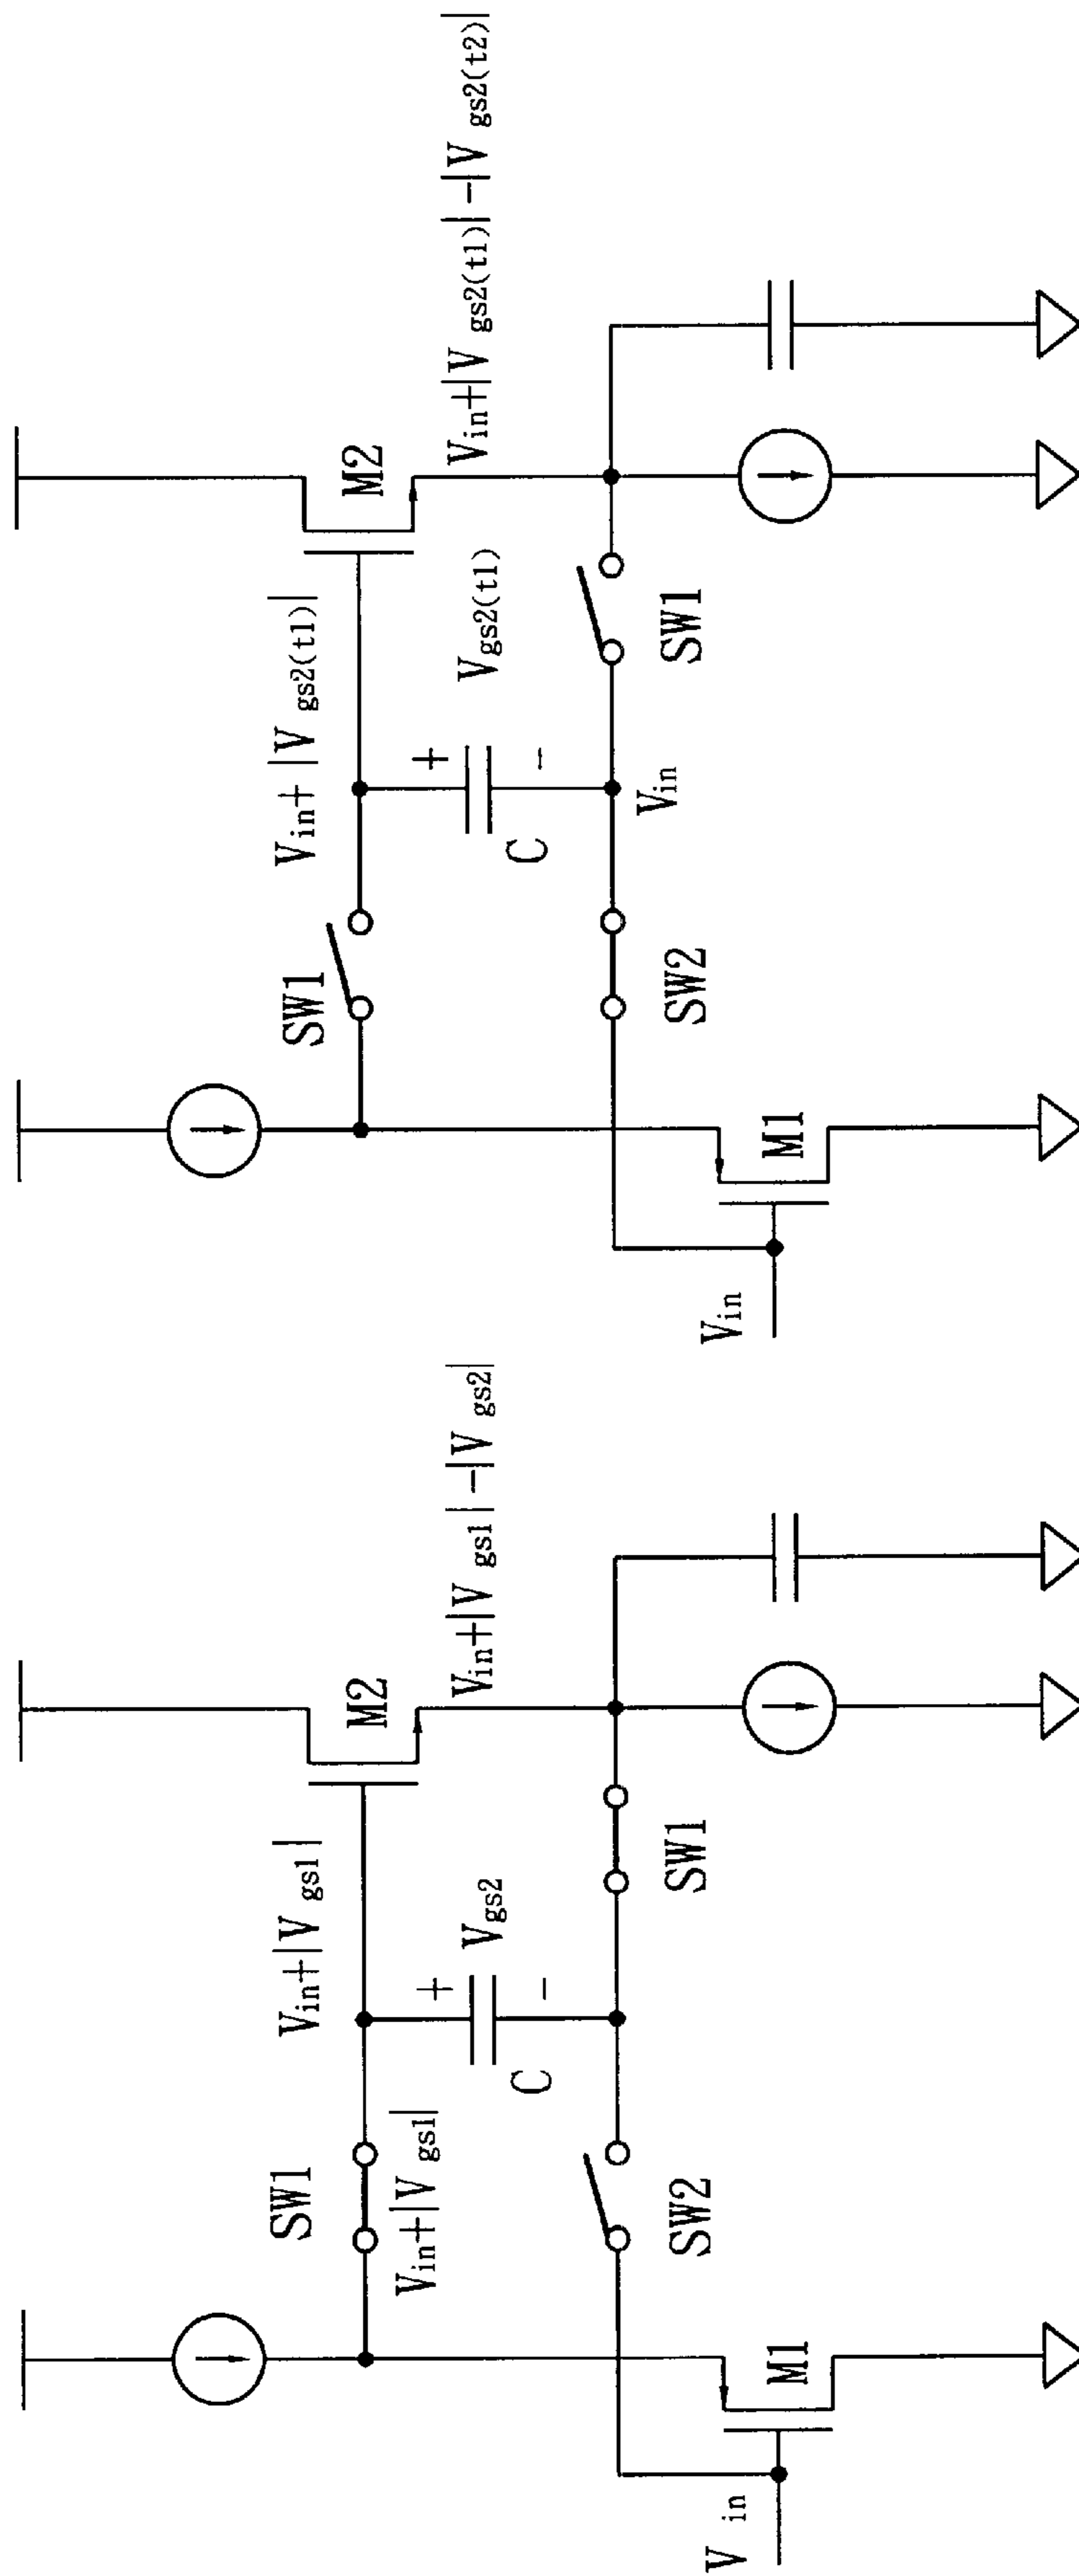 SW1
V_in+|V_gs1|
V_in+|V_gs1|
M2
V_in+|V_gs1|-|V_gs2|
+
V_gs2
-
C
SW2
SW1
V_in
M1
SW1
V_in+|V_gs2(t1)|
M2
V_in+|V_gs2(t1)|-|V_gs2(t2)|
+
V_gs2(t1)
-
C
SW2
V_in
SW1
V_in
M1